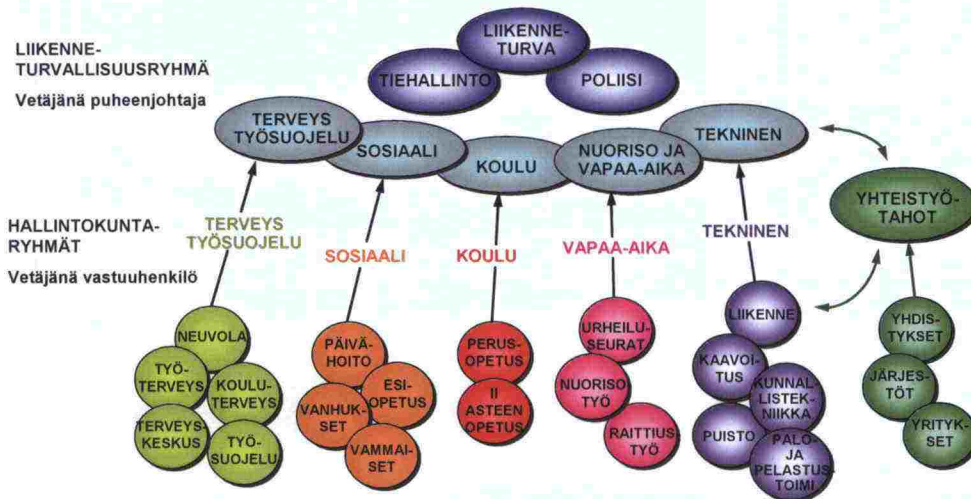 LIIKENNE-
TURVALLISUUSRYHMÄ
Vetäjänä puheenjohtaja
LIIKENNE-
TURVA
TIEHALLINTO
POLIISI
TERVEYS
TYÖSUOJELU
SOSIAALI
KOULU
NUORISO JA
VAPAA-AIKA
TEKNINEN
YHTEISTYÖ-
TAHOT
HALLINTOKUNTA-
RYHMÄT
Vetäjänä vastuuhenkilö
TERVEYS
TYÖSUOJELU
SOSIAALI
KOULU
VAPAA-AIKA
TEKNINEN
NEUVOLA
TYÖ-
TERVEYS
KOULU-
TERVEYS
TERVEYS-
KESKUS
TYÖ-
SUOJELU
PÄIVÄ-
HOITO
ESI-
OPETUS
VANHUK-
SET
VAMMAI-
SET
PERUS-
OPETUS
II
ASTEEN
OPETUS
URHEILU-
SEURAT
NUORISO
TYÖ
RAITTIUS
TYÖ
LIIKENNE
KAAVOI-
TUS
KUNNAL-
LISTEK-
NIIKKA
PUISTO
PALO-
JA
PELASTUS-
TOIMI
YHDIS-
TYKSET
JÄRJES-
TÖT
YRITYK-
SET